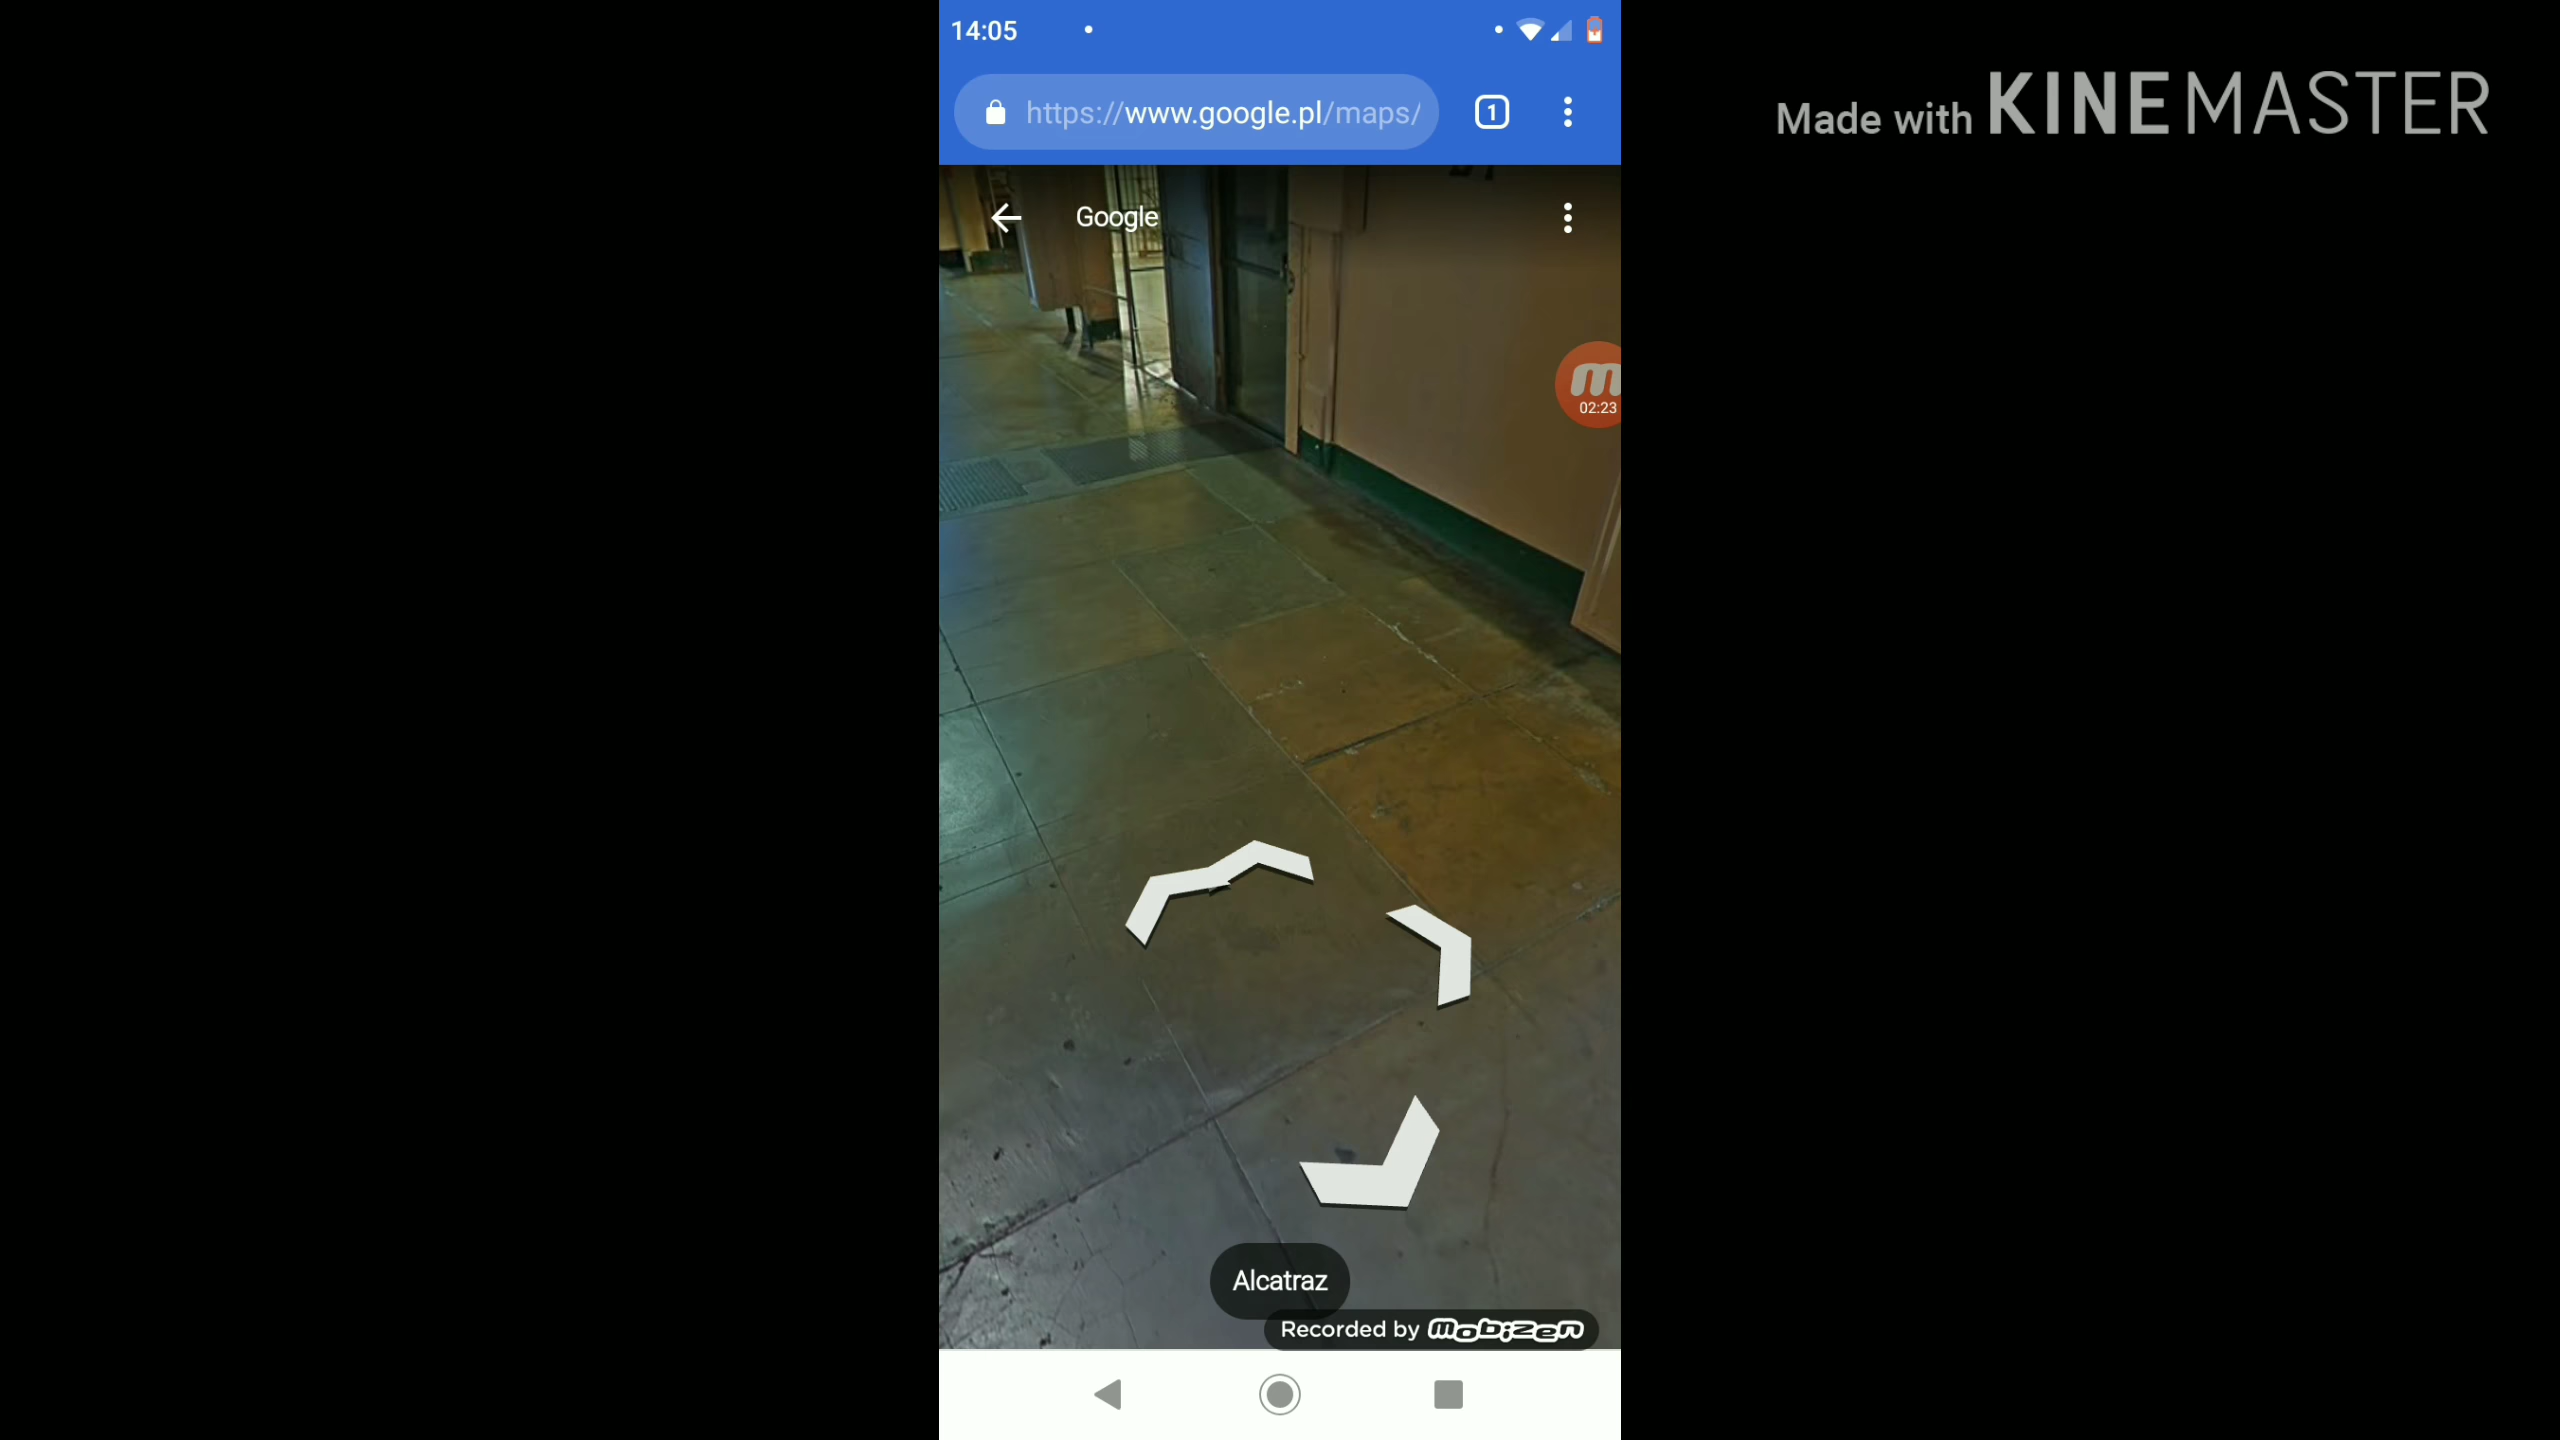 14:05
Made with KINEMASTER
https://www.google.pl/maps/
1
Google
02:23
Alcatraz
Recorded by mobizen